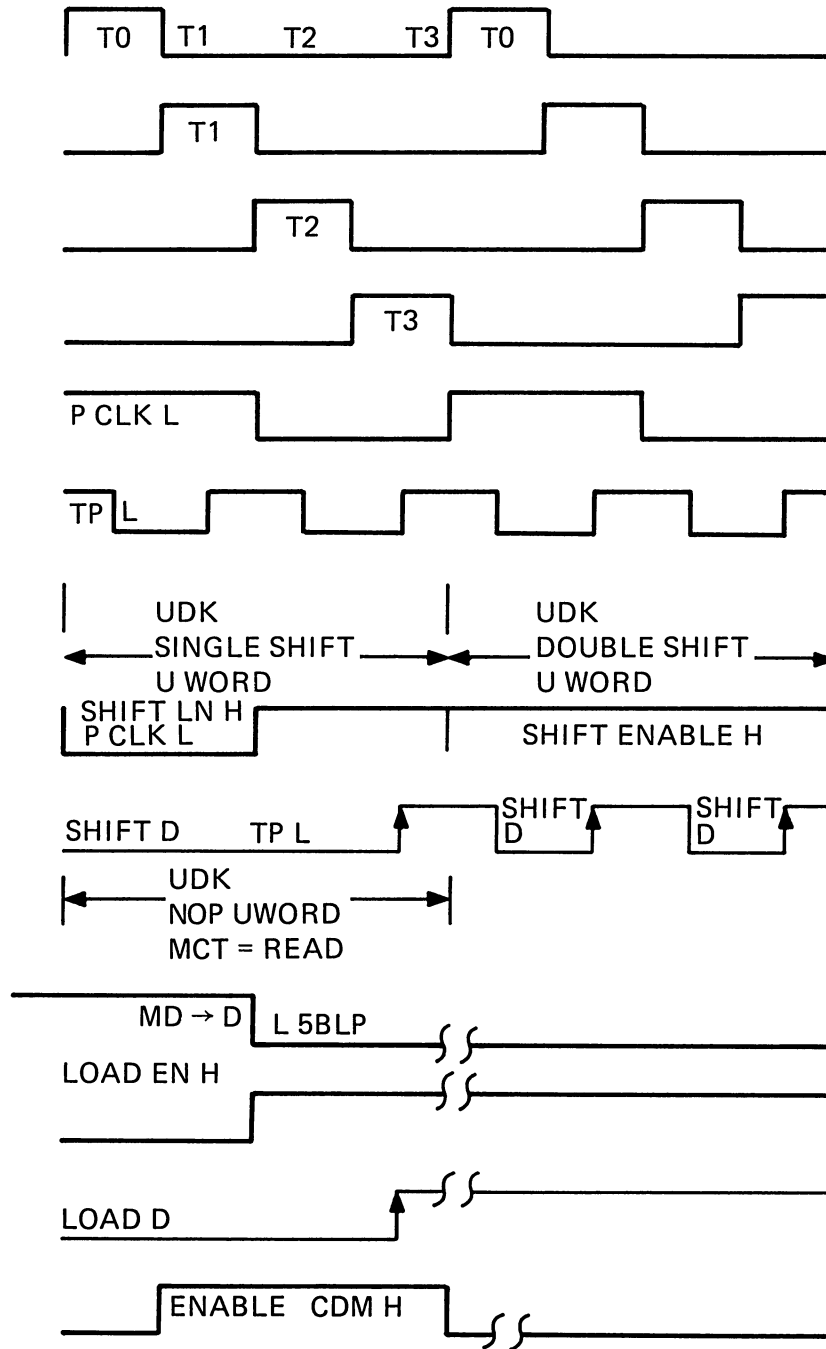 T0 T1 T2 T3 T0
T1
T2
T3
P CLK L
TP L
UDK
SINGLE SHIFT
U WORD
UDK
DOUBLE SHIFT
U WORD
SHIFT LN H
P CLK L
SHIFT ENABLE H
SHIFT D TP L
SHIFT
D
SHIFT
D
UDK
NOP UWORD
MCT = READ
MD → D L 5BLP
LOAD EN H
LOAD D
ENABLE CDM H